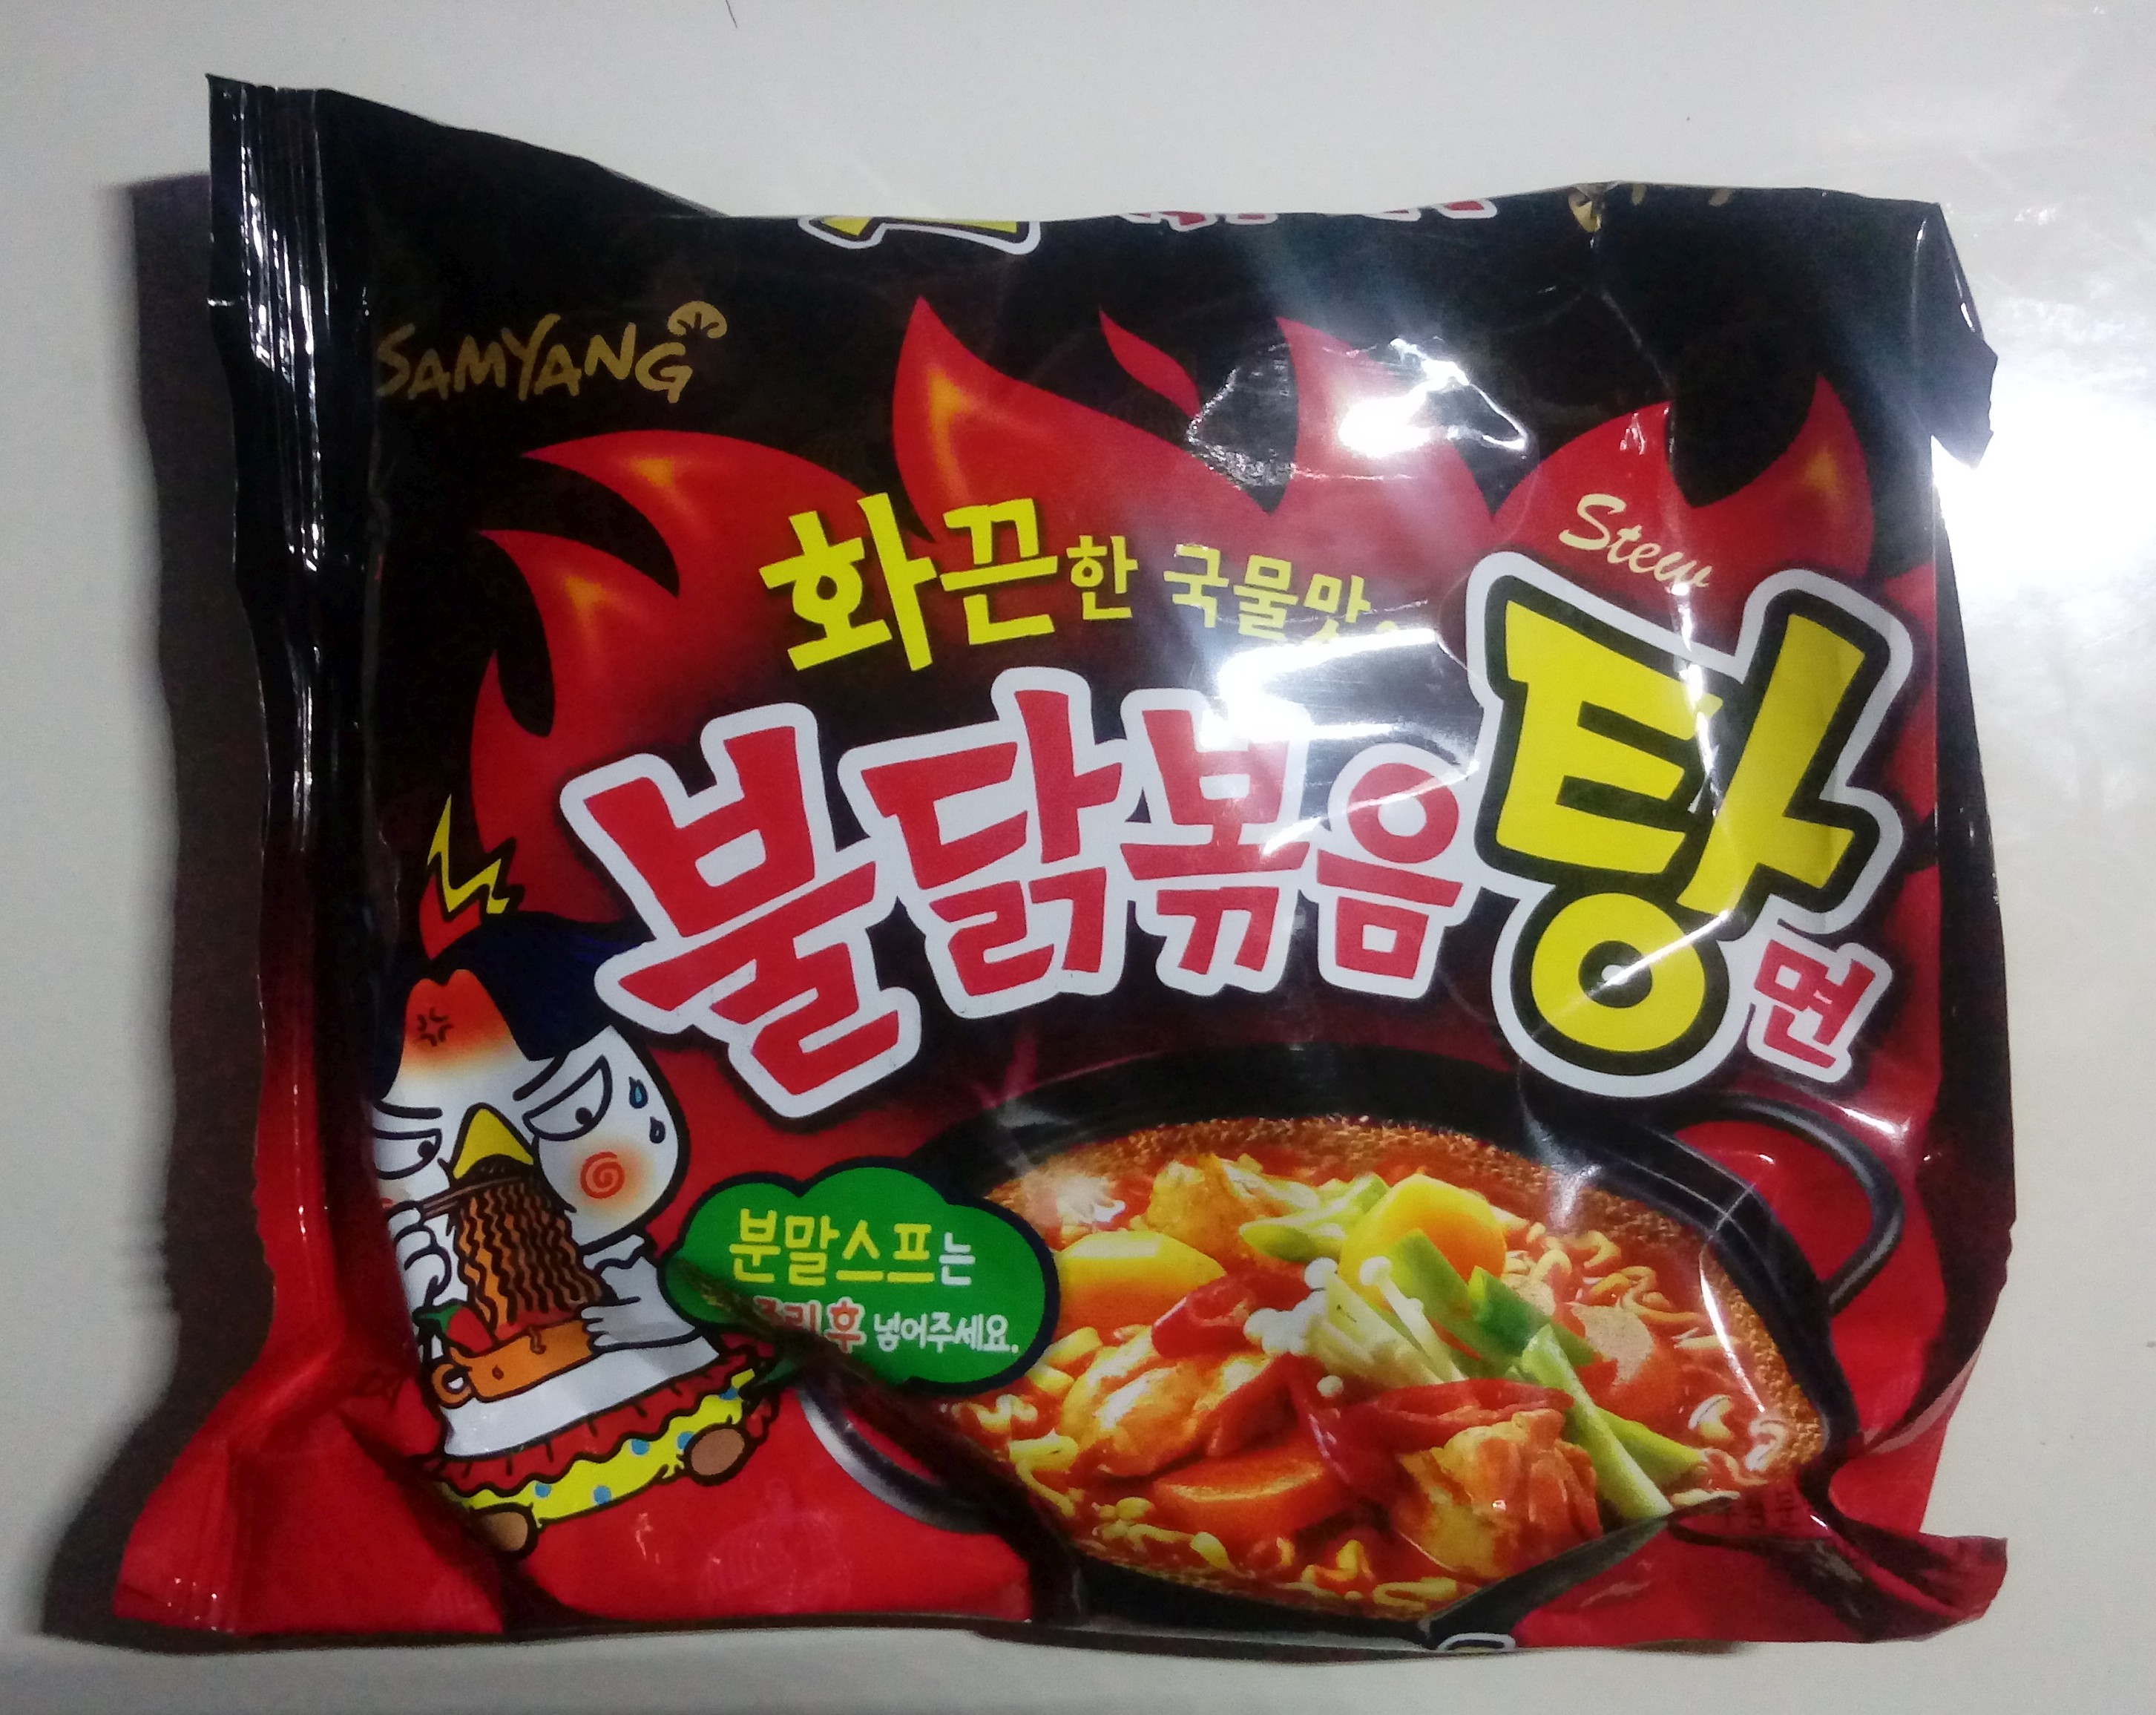 SAMYANG
화끈한 국물맛
Stew
불닭볶음탕면
분말스프는
후 넣어주세요.